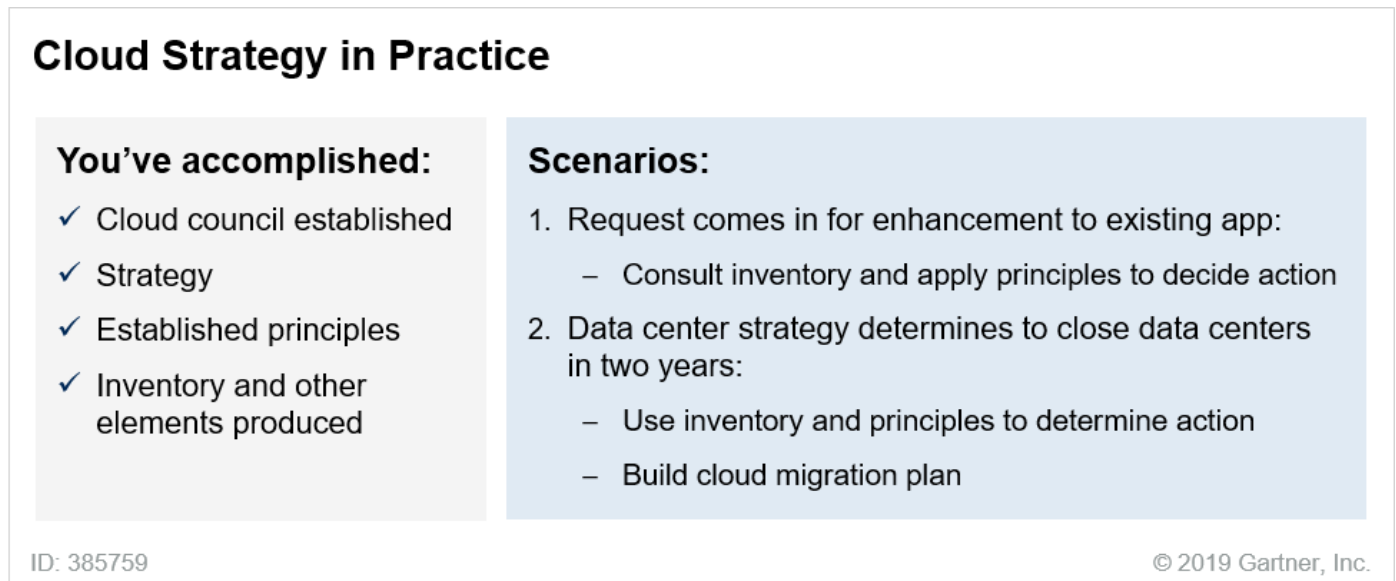 Cloud Strategy in Practice
You’ve accomplished:
✓ Cloud council established
✓ Strategy
✓ Established principles
✓ Inventory and other
elements produced
Scenarios:
1. Request comes in for enhancement to existing app:
– Consult inventory and apply principles to decide action
2. Data center strategy determines to close data centers
in two years:
– Use inventory and principles to determine action
– Build cloud migration plan
ID: 385759
© 2019 Gartner, Inc.